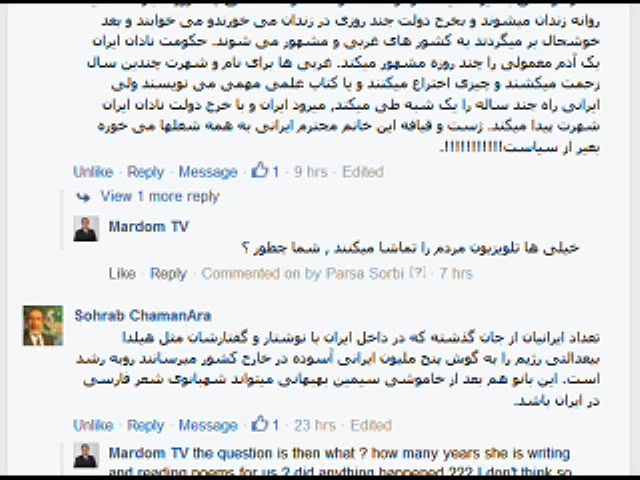 روانه زندان میشوند و بخرج دولت چند روزی در زندان می خورندو می خوابند و بعد
خوشحال بر میگردند به کشور های غربی و مشهور می شوند. حکومت نادان ایران
یک آدم معمولی را چند روزه مشهور میکند. غربی ها برای نام و شهرت چندین سال
زحمت میکشند و چیزی اختراع میکنند و یا کتاب علمی مهمی می نویسند ولی
ایرانی راه چند ساله را یک شبه طی میکند, میرود ایران و با خرج دولت نادان ایران
شهرت پیدا میکند. ژست و قیافه این خانم محترم ایرانی به همه شغلها می خوره
بغیر از سیاست!!!!!!!!!!!.
Unlike · Reply · Message · 1 · 9 hrs · Edited
View 1 more reply
Mardom TV
خیلی ها تلویزیون مردم را تماشا میکنند , شما چطور ؟
Like · Reply · Commented on by Parsa Sorbi [?] · 7 hrs
Sohrab ChamanAra
تعداد ایرانیان از جان گذشته که در داخل ایران با نوشتار و گفتارشان مثل هیلدا
بیعدالتی رژیم را به گوش پنج ملیون ایرانی آسوده در خارج کشور میرسانند روبه رشد
است. این بانو هم بعد از خاموشی سیمین بهبهانی میتواند شهبانوی شعر فارسی
در ایران باشد.
Unlike · Reply · Message · 1 · 23 hrs · Edited
Mardom TV the question is then what ? how many years she is writing
and reading poems for us ? did anything happened ??? I don't think so